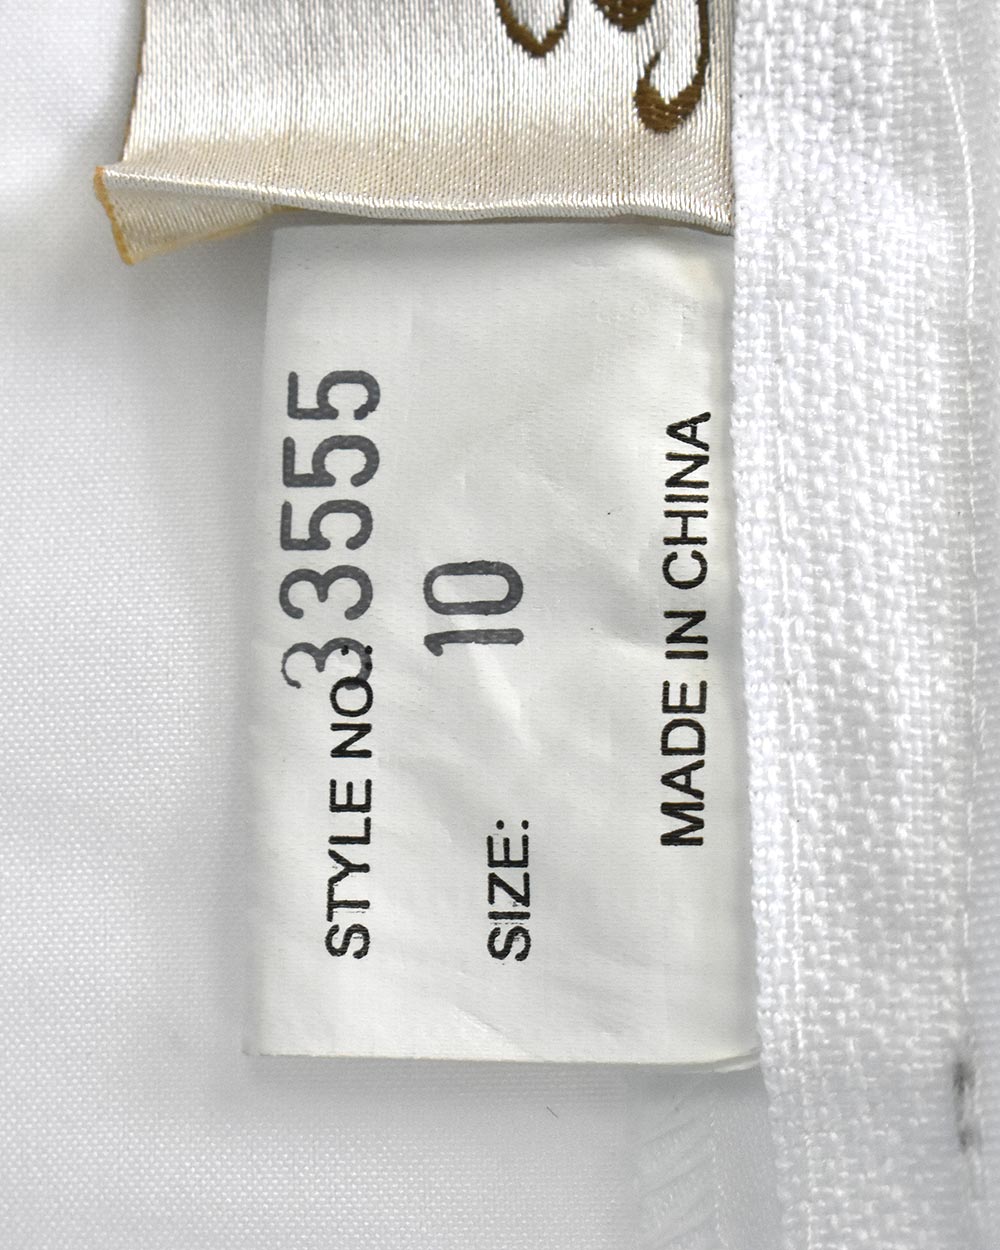 STYLE NO.: 33555
SIZE: 10
MADE IN CHINA